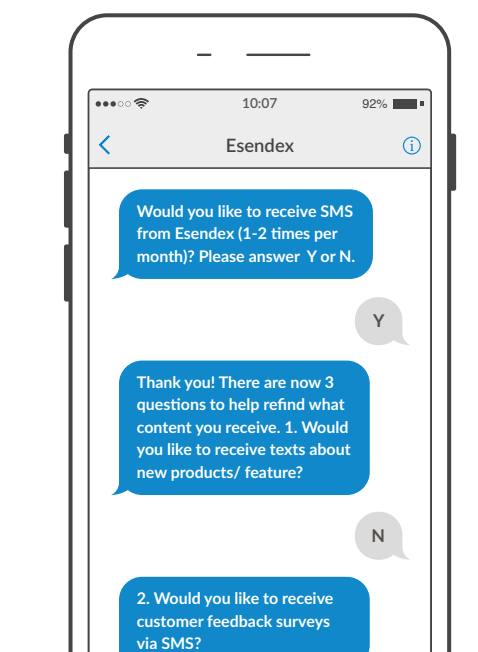 10:07
92%
Esendex
Would you like to receive SMS
from Esendex (1-2 times per
month)? Please answer  Y or N.
Y
Thank you! There are now 3
questions to help refind what
content you receive. 1. Would
you like to receive texts about
new products/ feature?
N
2. Would you like to receive
customer feedback surveys
via SMS?